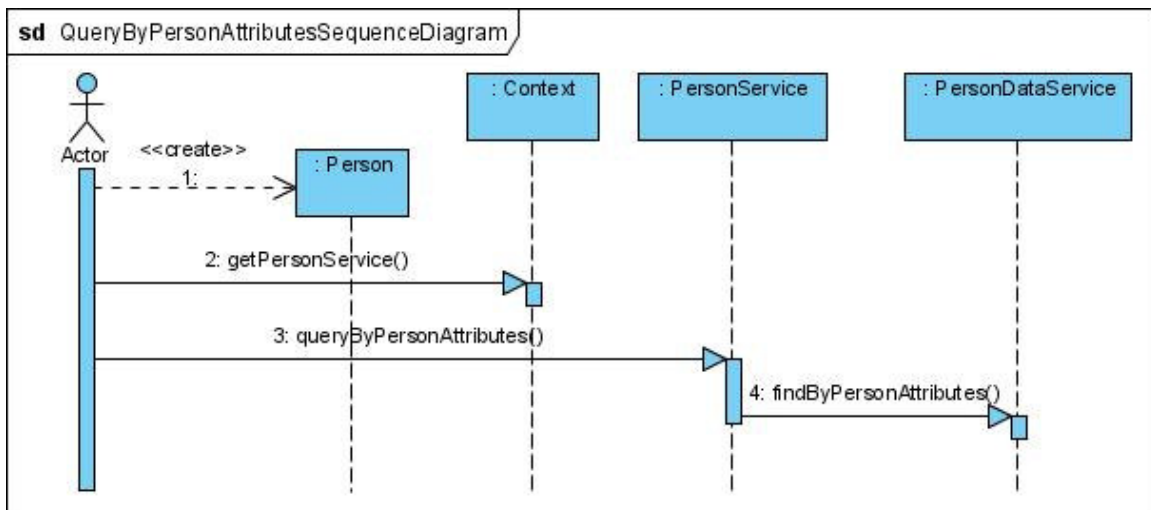 sd QueryByPersonAttributesSequenceDiagram
: Context
: PersonService
: PersonDataService
Actor
<<create>>
1:
: Person
2: getPersonService()
3: queryByPersonAttributes()
4: findByPersonAttributes()